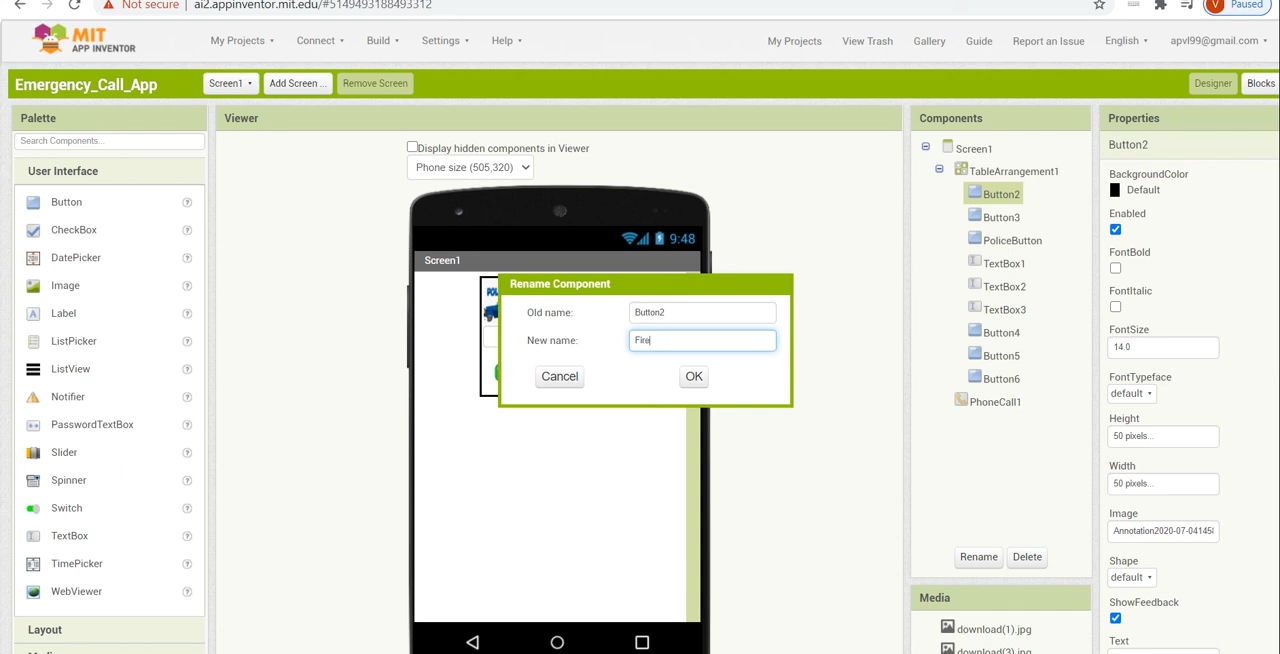 Not secure ai2.appinventor.mit.edu/#5149493188493312 V Paused
MIT APP INVENTOR My Projects Connect Build Settings Help My Projects View Trash Gallery Guide Report an Issue English apvl99@gmail.com
Emergency_Call_App Screen1 Add Screen ... Remove Screen Designer Blocks
Palette
Search Components...
User Interface
Button
CheckBox
DatePicker
Image
Label
ListPicker
ListView
Notifier
PasswordTextBox
Slider
Spinner
Switch
TextBox
TimePicker
WebViewer
Layout
Viewer
Display hidden components in Viewer
Phone size (505,320)
9:48
Screen1
Rename Component
Old name: Button2
New name: Fire
Cancel OK
Components
Screen1
TableArrangement1
Button2
Button3
PoliceButton
TextBox1
TextBox2
TextBox3
Button4
Button5
Button6
PhoneCall1
Rename Delete
Media
download(1).jpg
download(3).jpg
Properties
Button2
BackgroundColor
Default
Enabled
FontBold
FontItalic
FontSize
14.0
FontTypeface
default
Height
50 pixels...
Width
50 pixels...
Image
Annotation2020-07-04145
Shape
default
ShowFeedback
Text